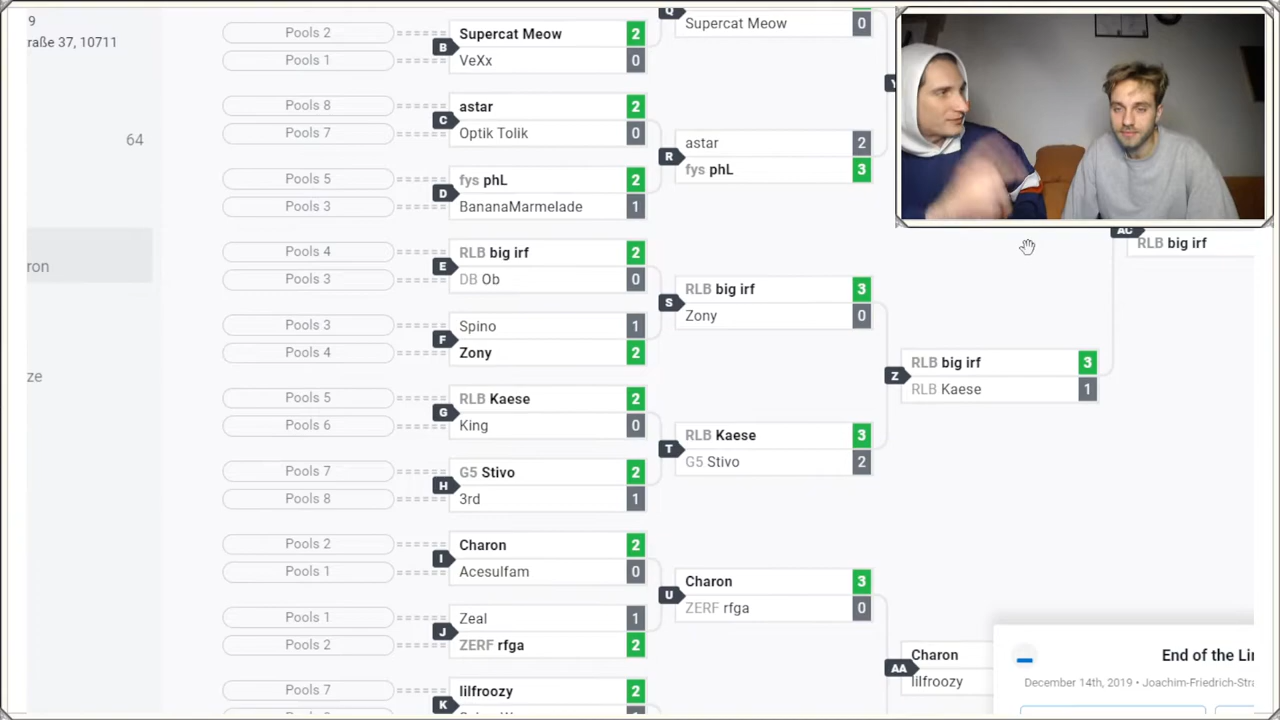 9
raße 37, 10711
64
ron
ze
Pools 2
Pools 1
B
Supercat Meow 2
VeXx 0
Pools 8
Pools 7
C
astar 2
Optik Tolik 0
Pools 5
Pools 3
D
fys phL 2
BananaMarmelade 1
Pools 4
Pools 3
E
RLB big irf 2
DB Ob 0
Pools 3
Pools 4
F
Spino 1
Zony 2
Pools 5
Pools 6
G
RLB Kaese 2
King 0
Pools 7
Pools 8
H
G5 Stivo 2
3rd 1
Pools 2
Pools 1
I
Charon 2
Acesulfam 0
Pools 1
Pools 2
J
Zeal 1
ZERF rfga 2
Pools 7
K
lilfroozy 2
Q
Supercat Meow 0
R
astar 2
fys phL 3
S
RLB big irf 3
Zony 0
T
RLB Kaese 3
G5 Stivo 2
U
Charon 3
ZERF rfga 0
Y
Z
RLB big irf 3
RLB Kaese 1
AA
Charon
lilfroozy
AC
RLB big irf
End of the Lin
December 14th, 2019 • Joachim-Friedrich-Stra